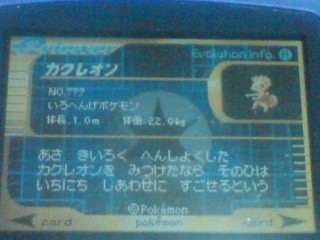 Evolution info. R
カクレオン
NO.???
いろへんげポケモン
体長.1.0m 体重.22.0kg
あさ きいろく へんしょくした
カクレオンを みつけたなら そのひは
いちにち しあわせに すごせるという
©Pokémon
card pokémon card